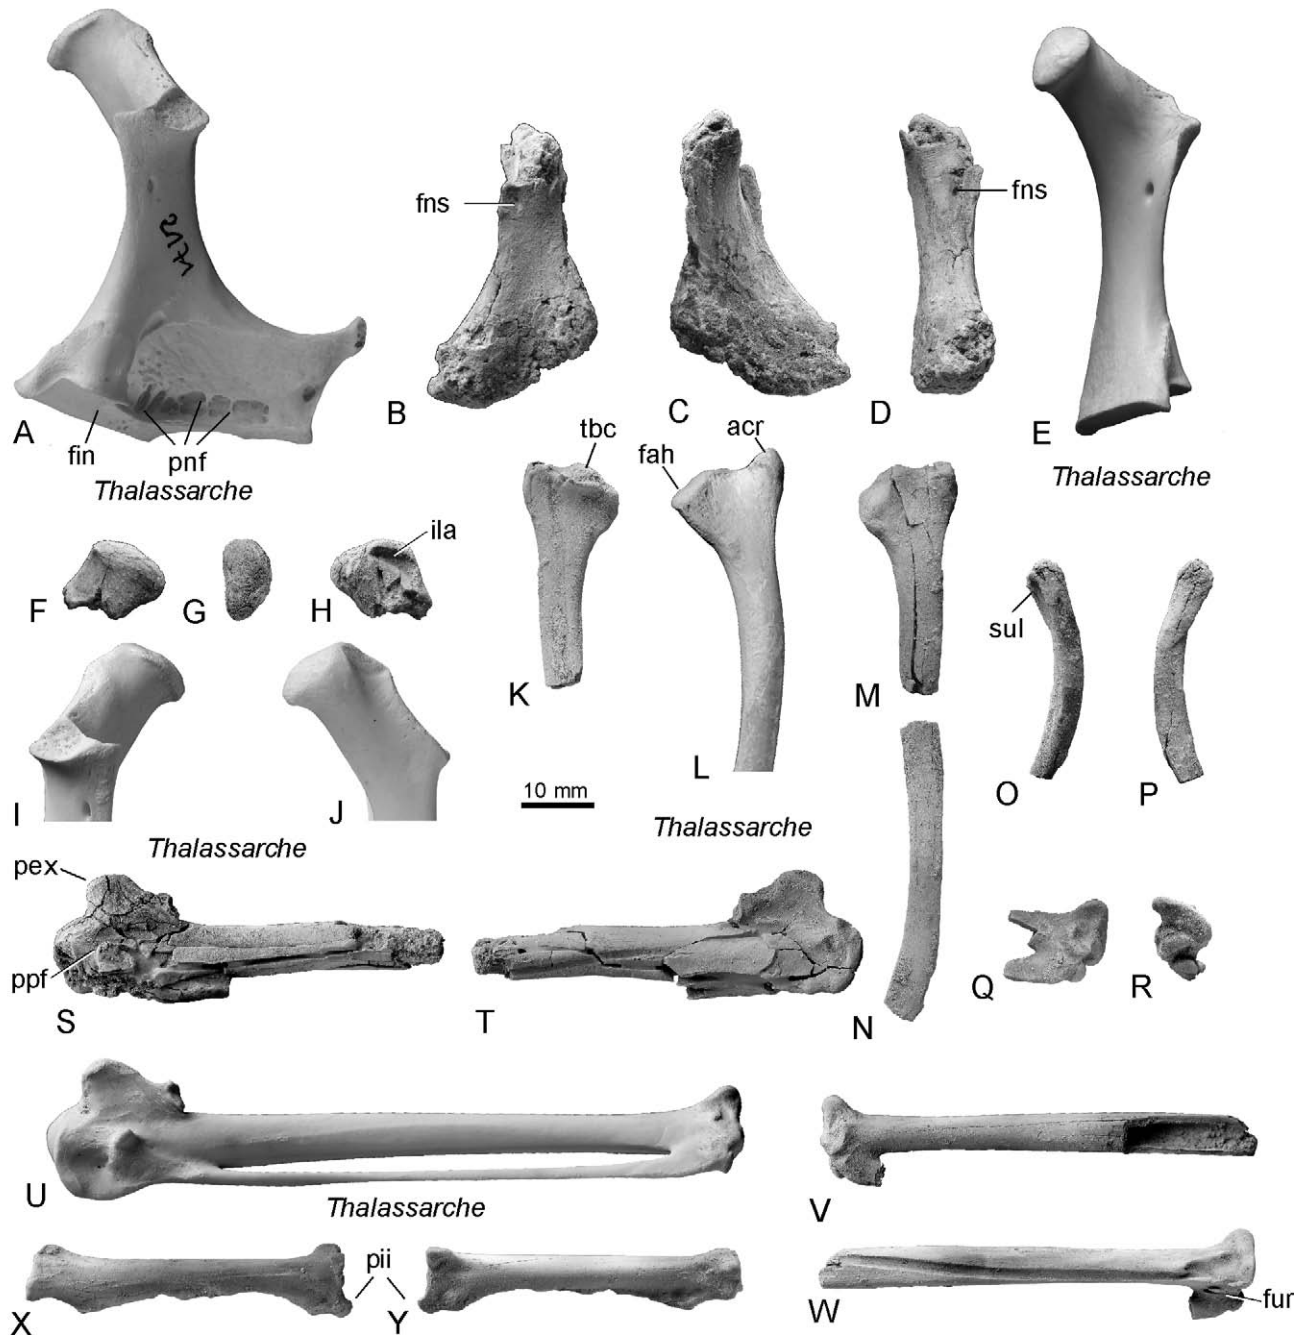 fns
fns
A
B
C
D
E
fin
pnf
tbc
acr
fah
Thalassarche
Thalassarche
ila
F
G
H
sul
K
M
L
O
P
I
J
10 mm
Thalassarche
Thalassarche
pex
ppf
S
T
N
Q
R
U
V
Thalassarche
pii
X
Y
W
fur